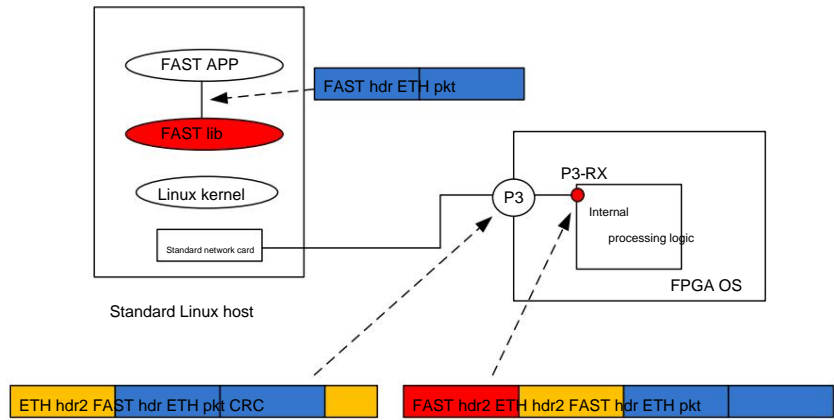 FAST APP
FAST hdr ETH pkt
FAST lib
Linux kernel
Standard network card
Standard Linux host
P3
P3-RX
Internal
processing logic
FPGA OS
ETH hdr2 FAST hdr ETH pkt CRC
FAST hdr2 ETH hdr2 FAST hdr ETH pkt